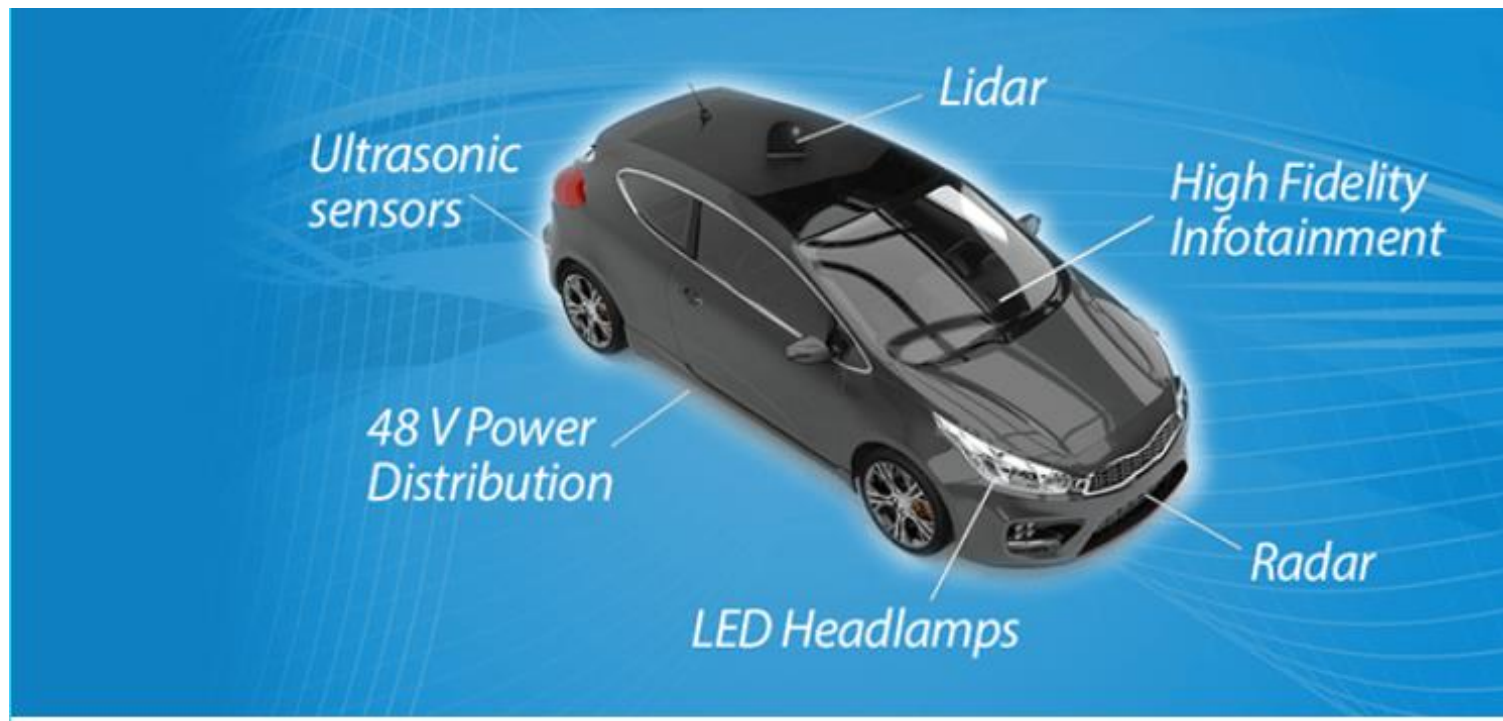 Lidar
Ultrasonic
sensors
High Fidelity
Infotainment
48 V Power
Distribution
Radar
LED Headlamps